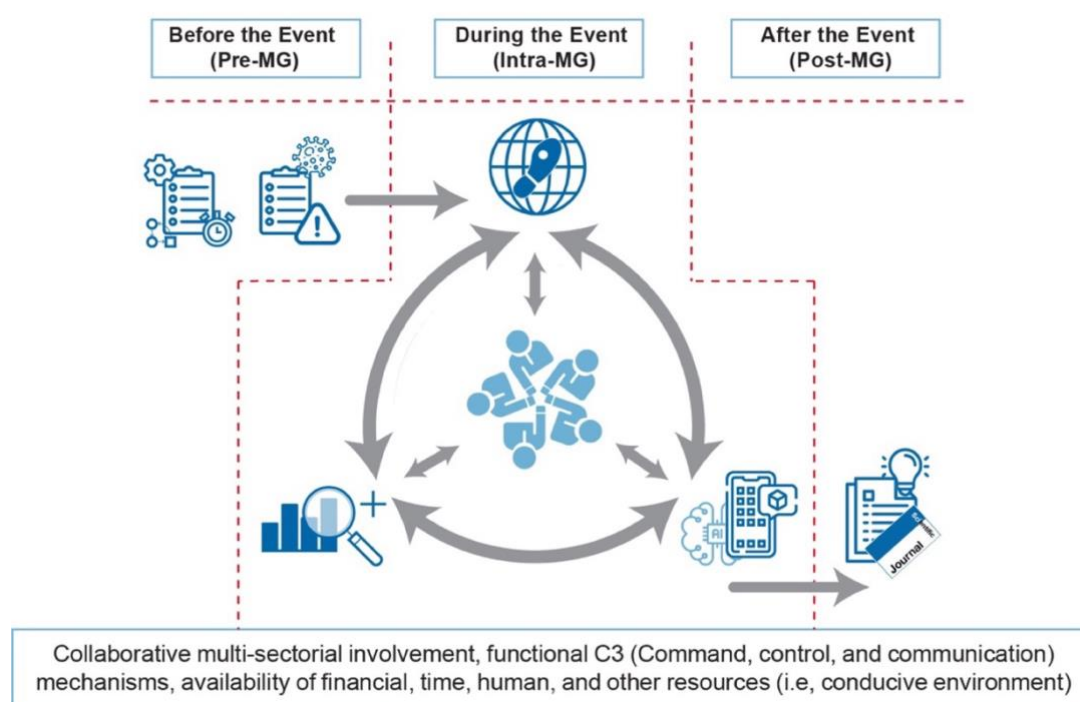 Before the Event
(Pre-MG)
During the Event
(Intra-MG)
After the Event
(Post-MG)
AI
Journal
Collaborative multi-sectorial involvement, functional C3 (Command, control, and communication)
mechanisms, availability of financial, time, human, and other resources (i.e, conducive environment)